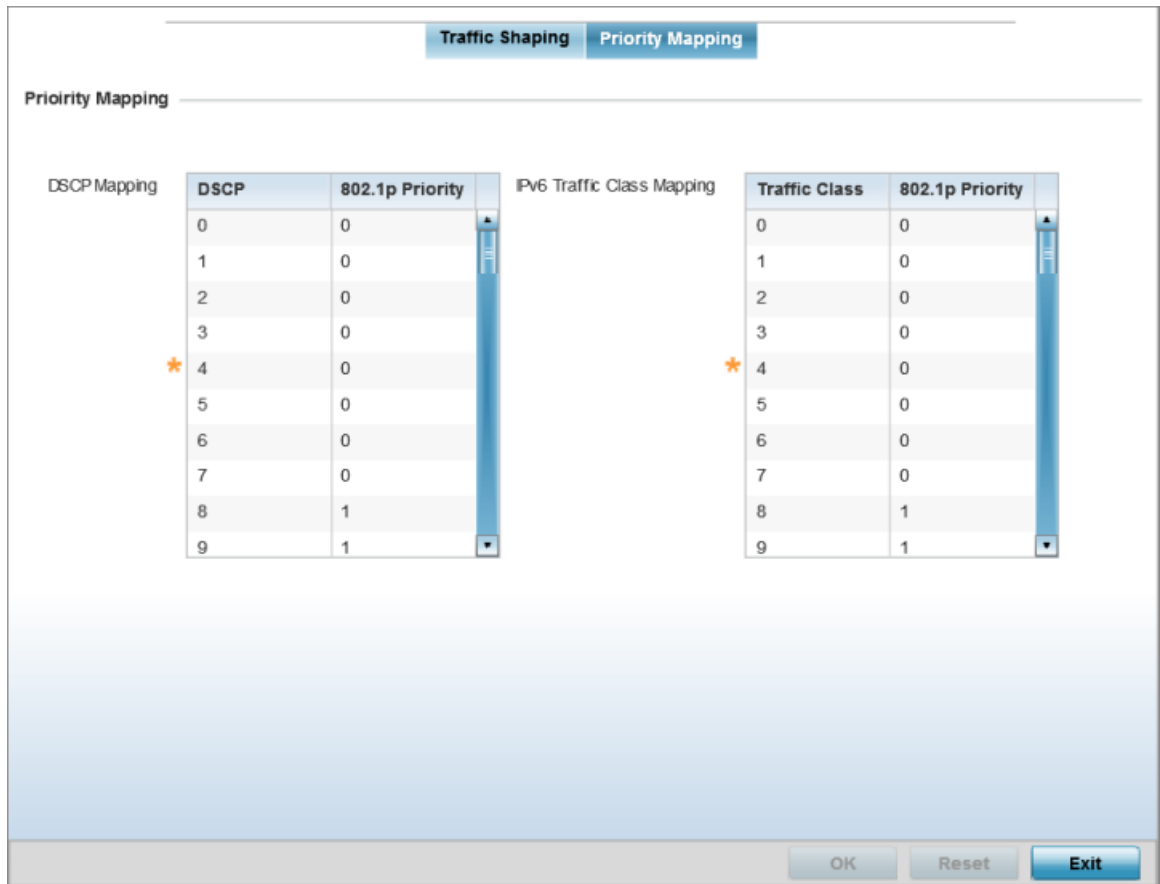 Traffic Shaping Priority Mapping
Prioirity Mapping
DSCP Mapping
DSCP 802.1p Priority
0 0
1 0
2 0
3 0
* 4 0
5 0
6 0
7 0
8 1
9 1
IPv6 Traffic Class Mapping
Traffic Class 802.1p Priority
0 0
1 0
2 0
3 0
* 4 0
5 0
6 0
7 0
8 1
9 1
OK Reset Exit